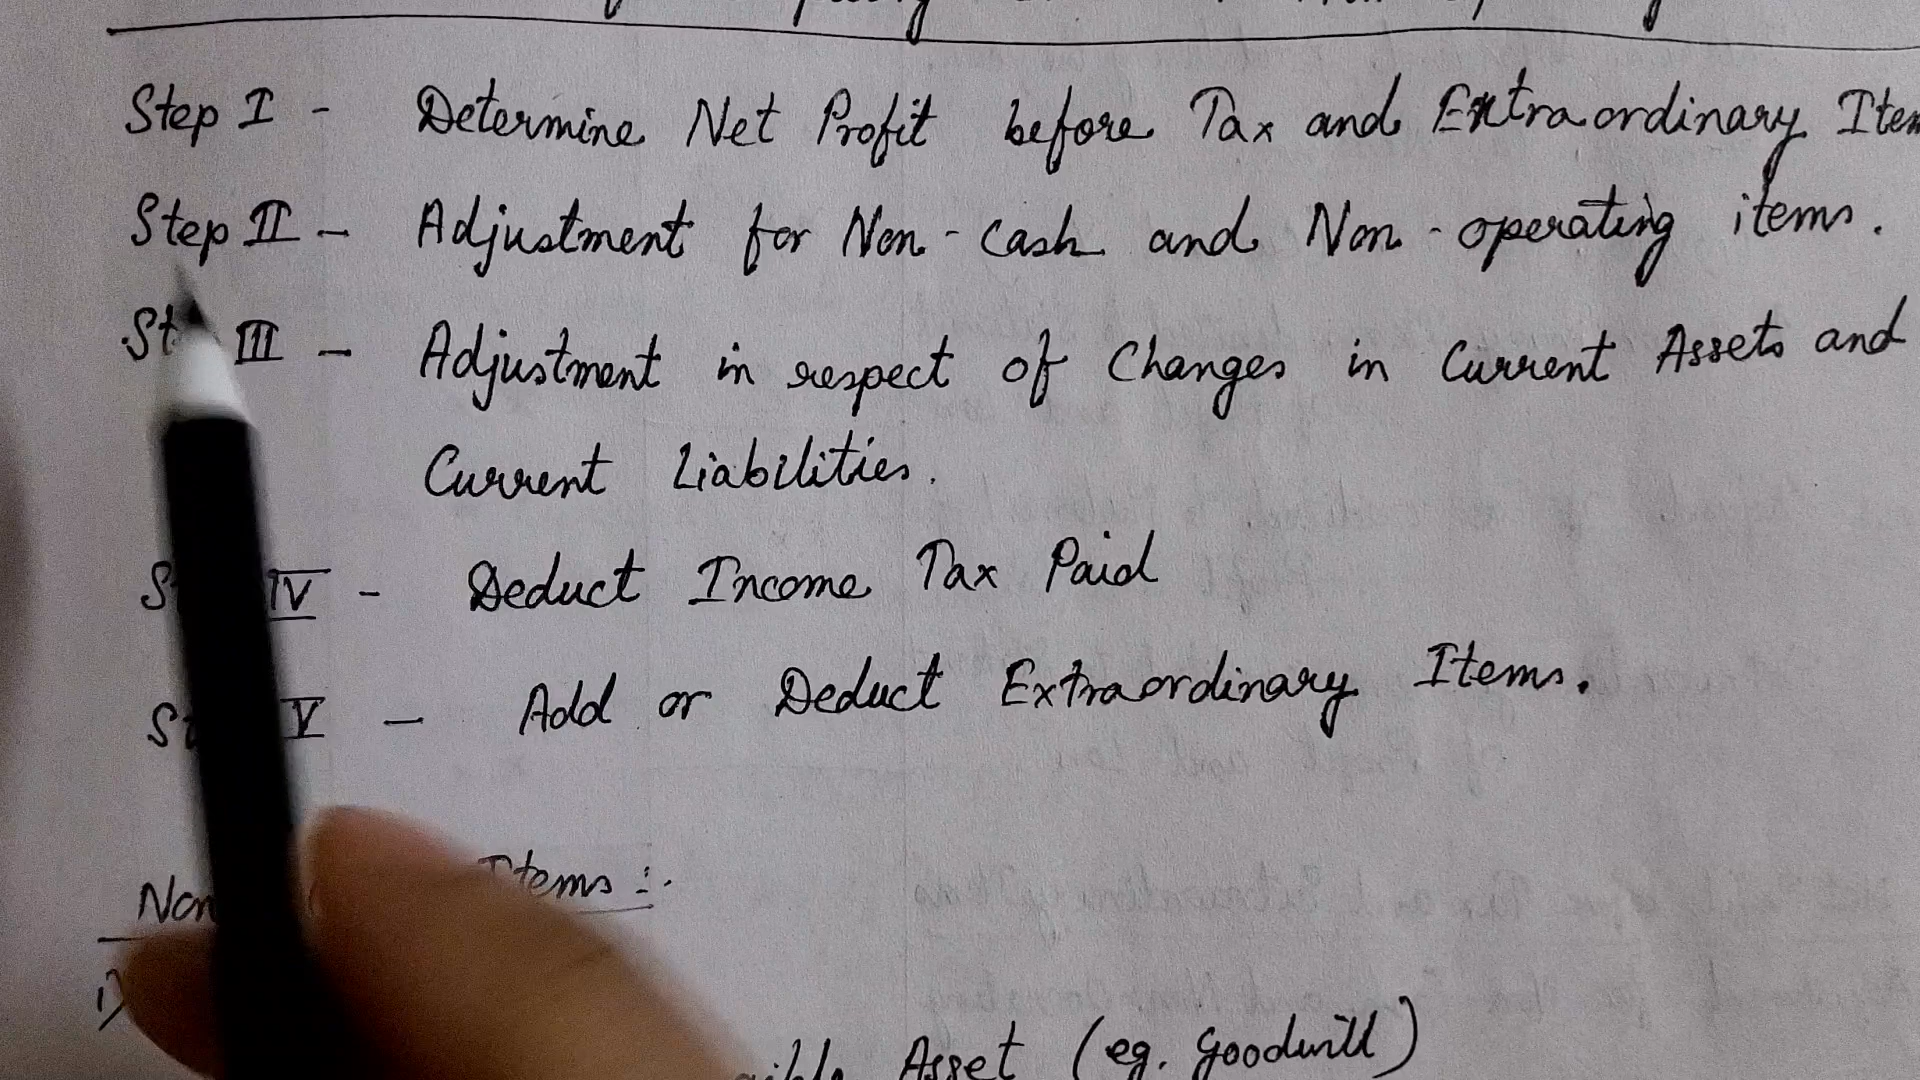 Step I - Determine Net Profit before Tax and Extraordinary Item
Step II - Adjustment for Non-cash and Non-operating items.
III - Adjustment in respect of Changes in Current Assets and
Current Liabilities.
IV - Deduct Income Tax Paid
V - Add or Deduct Extraordinary Items.
Non Items :-
i)
Asset (eg. Goodwill)